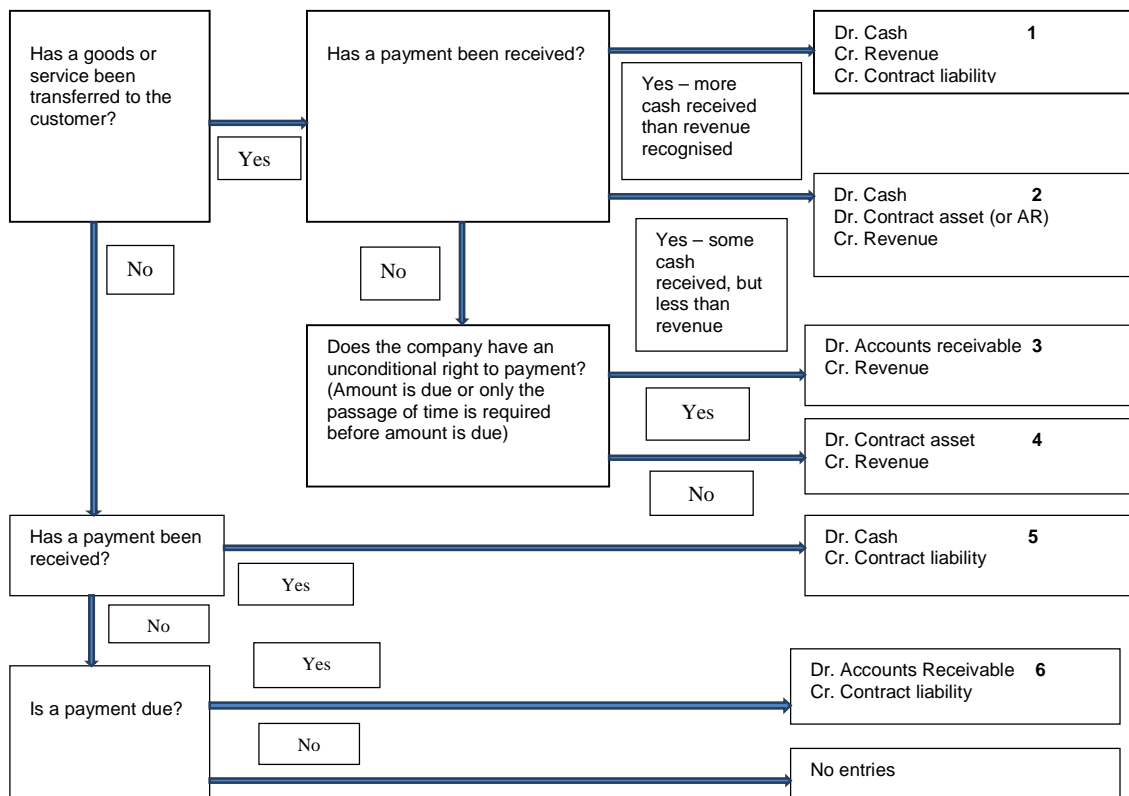 Has a goods or
service been
transferred to the
customer?
Yes
Has a payment been received?
Yes – more
cash received
than revenue
recognised
Dr. Cash 1
Cr. Revenue
Cr. Contract liability
Yes – some
cash
received, but
less than
revenue
Dr. Cash 2
Dr. Contract asset (or AR)
Cr. Revenue
No
No
Does the company have an
unconditional right to payment?
(Amount is due or only the
passage of time is required
before amount is due)
Yes
Dr. Accounts receivable 3
Cr. Revenue
No
Dr. Contract asset 4
Cr. Revenue
Has a payment been
received?
Yes
Dr. Cash 5
Cr. Contract liability
No
Is a payment due?
Yes
Dr. Accounts Receivable 6
Cr. Contract liability
No
No entries